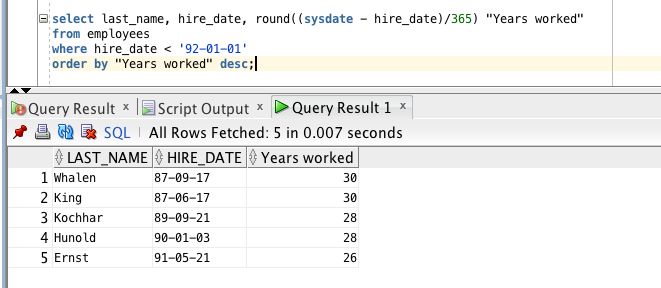 select last_name, hire_date, round((sysdate - hire_date)/365) "Years worked"
from employees
where hire_date < '92-01-01'
order by "Years worked" desc;
Query Result x Script Output x Query Result 1 x
SQL | All Rows Fetched: 5 in 0.007 seconds
LAST_NAME HIRE_DATE Years worked
1 Whalen 87-09-17 30
2 King 87-06-17 30
3 Kochhar 89-09-21 28
4 Hunold 90-01-03 28
5 Ernst 91-05-21 26